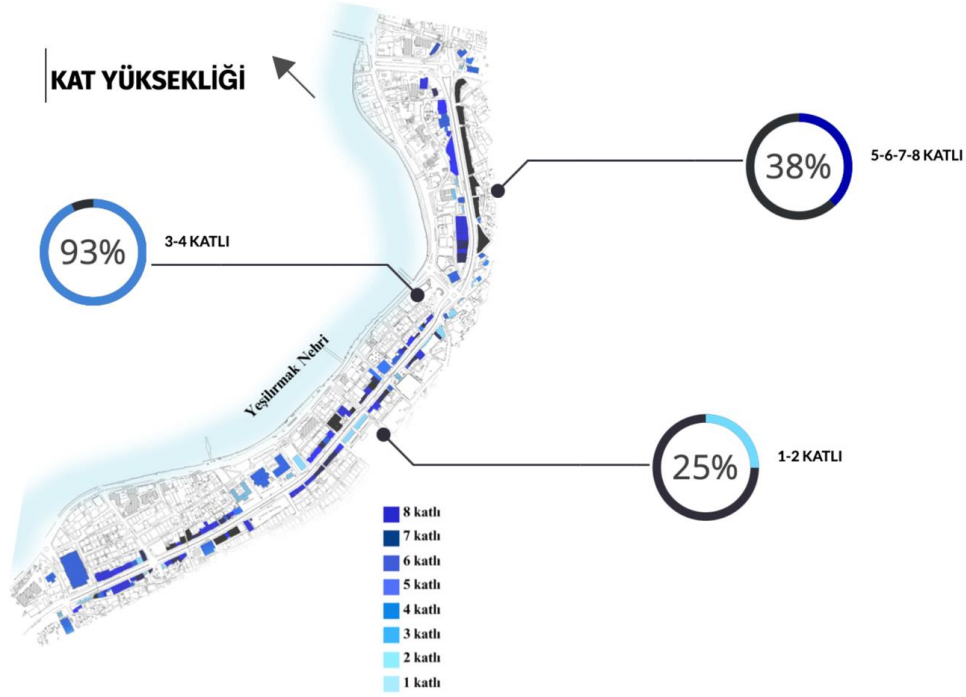 KAT YÜKSEKLİĞİ
38%
5-6-7-8 KATLI
93%
3-4 KATLI
Yeşilırmak Nehri
25%
1-2 KATLI
8 katlı
7 katlı
6 katlı
5 katlı
4 katlı
3 katlı
2 katlı
1 katlı